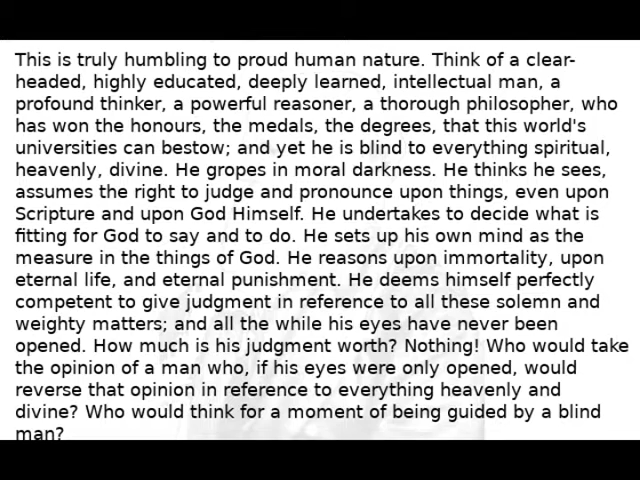 This is truly humbling to proud human nature. Think of a clear-
headed, highly educated, deeply learned, intellectual man, a
profound thinker, a powerful reasoner, a thorough philosopher, who
has won the honours, the medals, the degrees, that this world's
universities can bestow; and yet he is blind to everything spiritual,
heavenly, divine. He gropes in moral darkness. He thinks he sees,
assumes the right to judge and pronounce upon things, even upon
Scripture and upon God Himself. He undertakes to decide what is
fitting for God to say and to do. He sets up his own mind as the
measure in the things of God. He reasons upon immortality, upon
eternal life, and eternal punishment. He deems himself perfectly
competent to give judgment in reference to all these solemn and
weighty matters; and all the while his eyes have never been
opened. How much is his judgment worth? Nothing! Who would take
the opinion of a man who, if his eyes were only opened, would
reverse that opinion in reference to everything heavenly and
divine? Who would think for a moment of being guided by a blind
man?